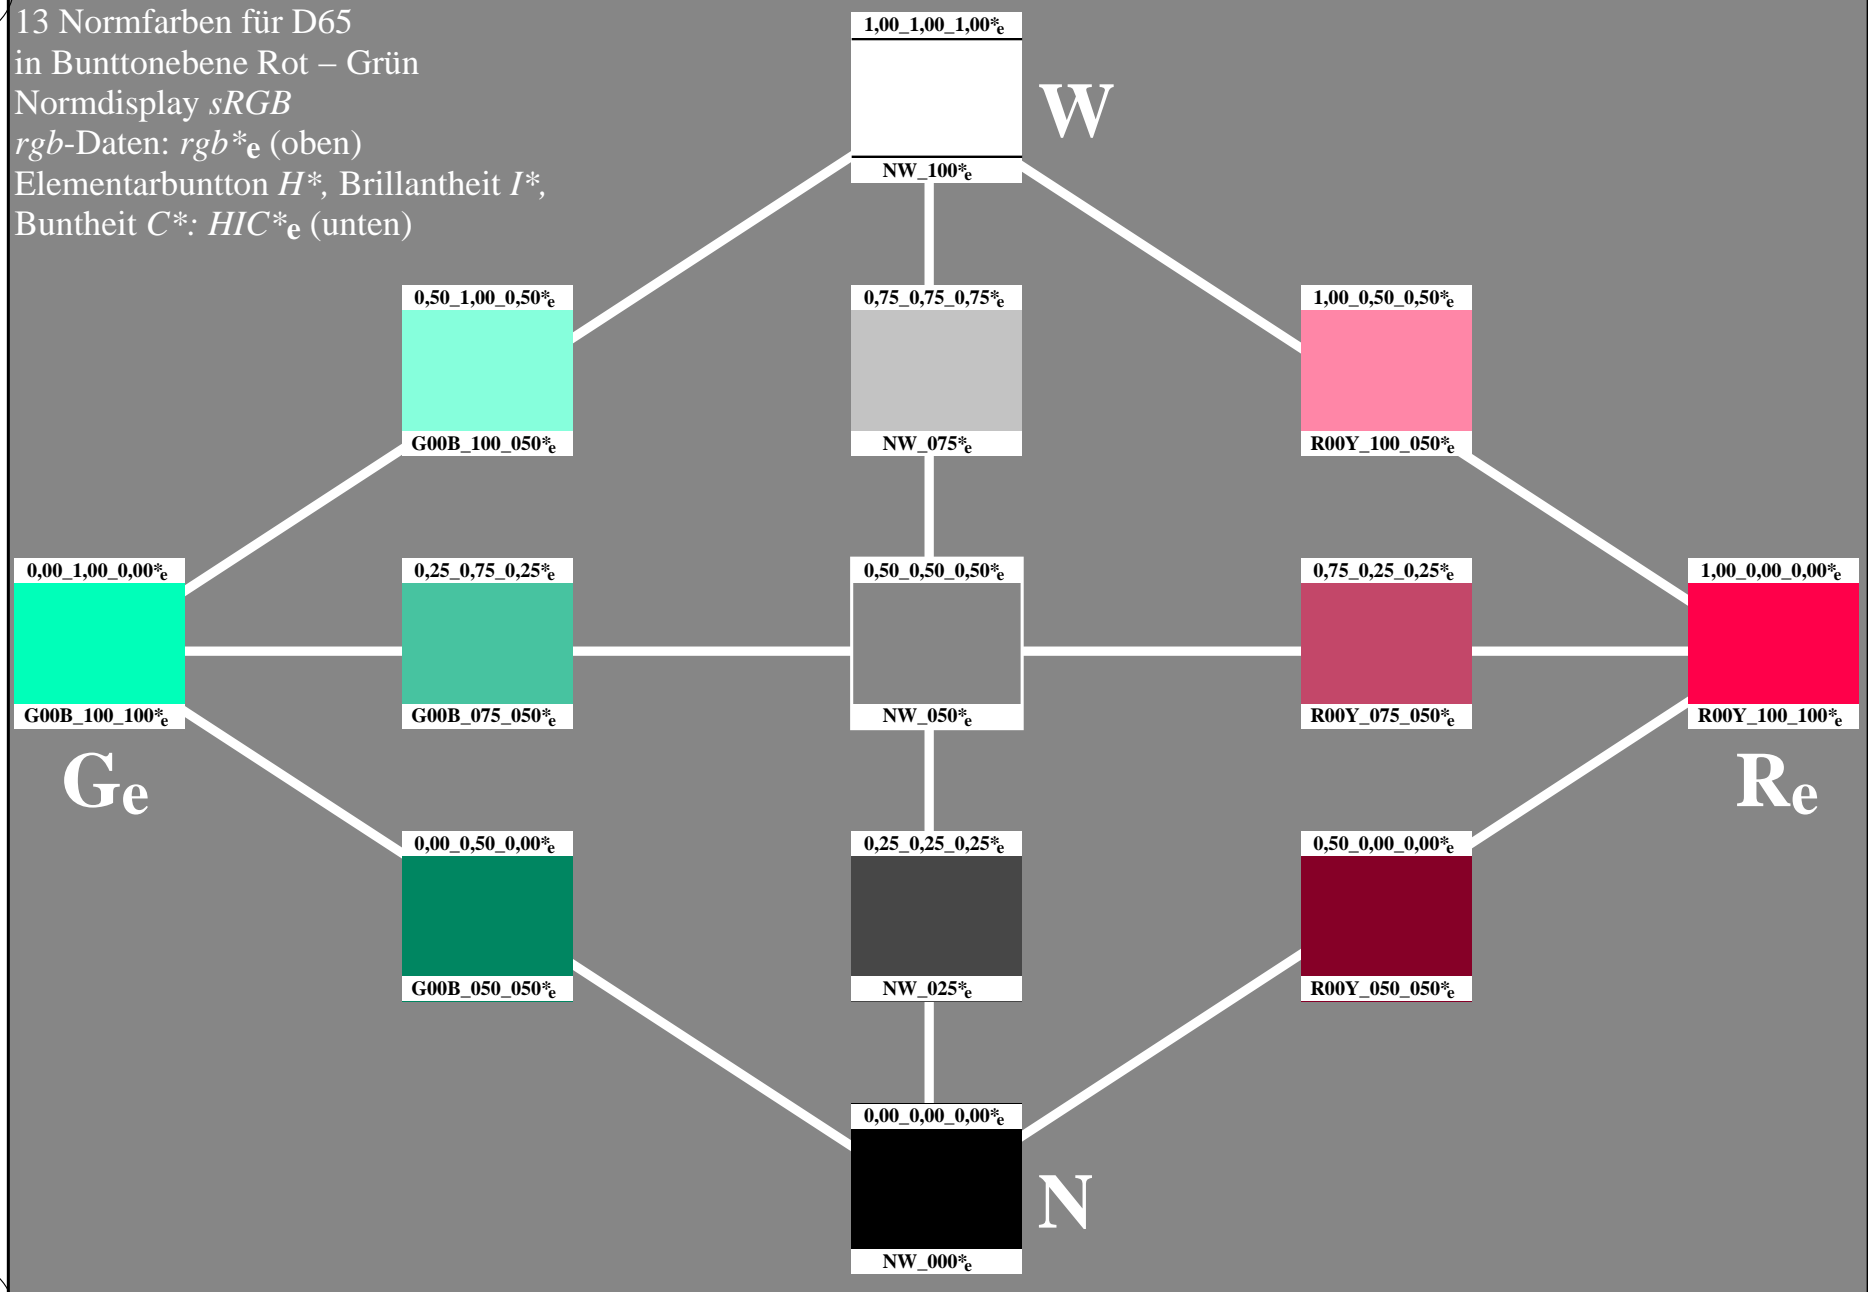 13 Normfarben für D65
in Bunttonebene Rot – Grün
Normdisplay sRGB
rgb-Daten: rgb*e (oben)
Elementarbuntton H*, Brillantheit I*,
Buntheit C*: HIC*e (unten)
1,00_1,00_1,00*e
W
NW_100*e
0,50_1,00_0,50*e
G00B_100_050*e
0,75_0,75_0,75*e
NW_075*e
1,00_0,50_0,50*e
R00Y_100_050*e
0,00_1,00_0,00*e
G00B_100_100*e
Ge
0,25_0,75_0,25*e
G00B_075_050*e
0,50_0,50_0,50*e
NW_050*e
0,75_0,25_0,25*e
R00Y_075_050*e
1,00_0,00_0,00*e
R00Y_100_100*e
Re
0,00_0,50_0,00*e
G00B_050_050*e
0,25_0,25_0,25*e
NW_025*e
0,50_0,00_0,00*e
R00Y_050_050*e
0,00_0,00_0,00*e
N
NW_000*e